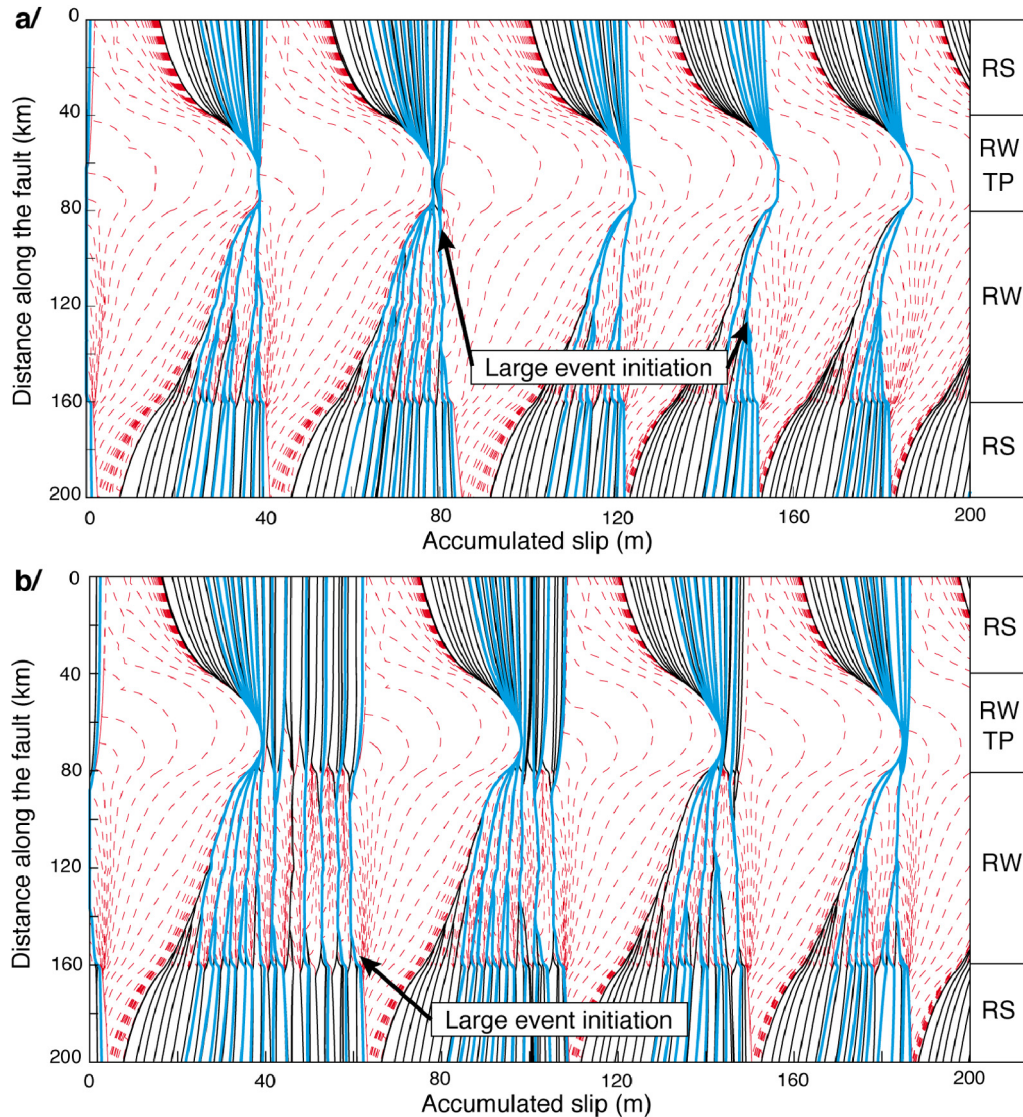 a/
0
40
80
120
160
200
Distance along the fault (km)
RS
RW
TP
RW
RS
Large event initiation
0
40
80
120
160
200
Accumulated slip (m)
b/
0
40
80
120
160
200
Distance along the fault (km)
RS
RW
TP
RW
RS
Large event initiation
0
40
80
120
160
200
Accumulated slip (m)